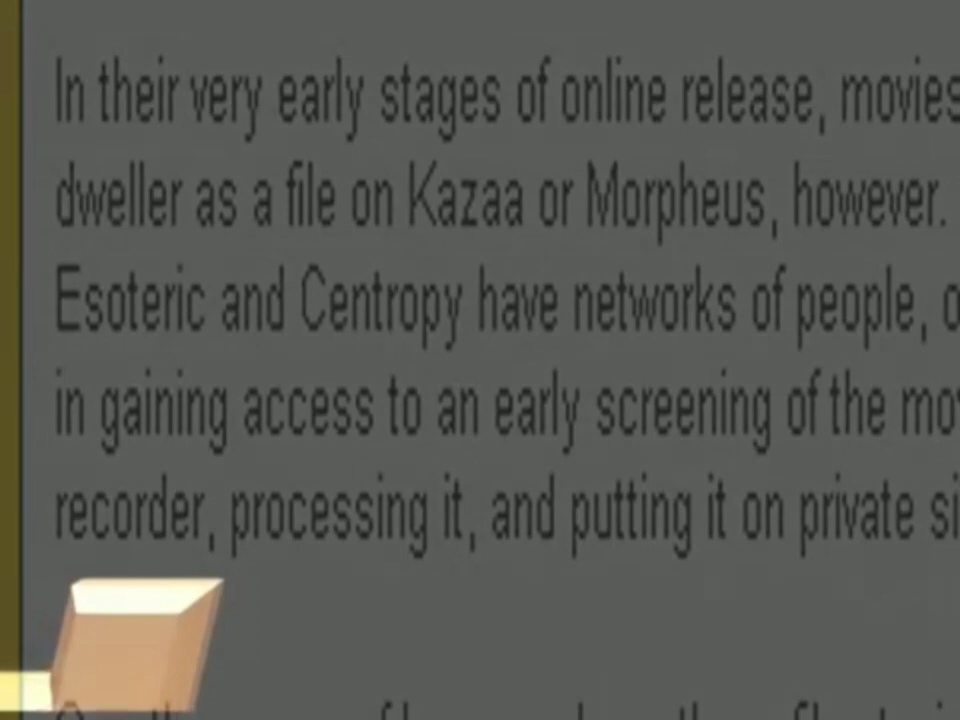 In their very early stages of online release, movies
dweller as a file on Kazaa or Morpheus, however.
Esoteric and Centropy have networks of people,
in gaining access to an early screening of the
recorder, processing it, and putting it on private